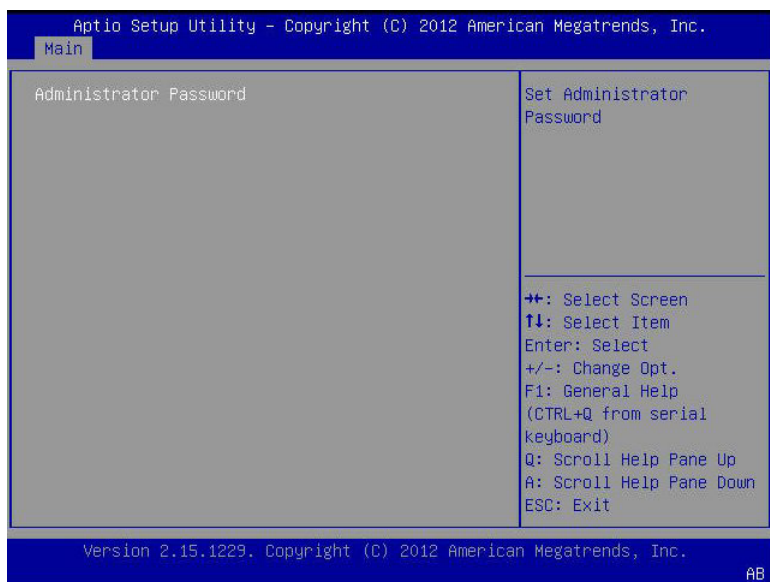 Aptio Setup Utility – Copyright (C) 2012 American Megatrends, Inc.
Main
Administrator Password
Set Administrator
Password
→←: Select Screen
↑↓: Select Item
Enter: Select
+/-: Change Opt.
F1: General Help
(CTRL+Q from serial
keyboard)
Q: Scroll Help Pane Up
A: Scroll Help Pane Down
ESC: Exit
Version 2.15.1229. Copyright (C) 2012 American Megatrends, Inc.
AB